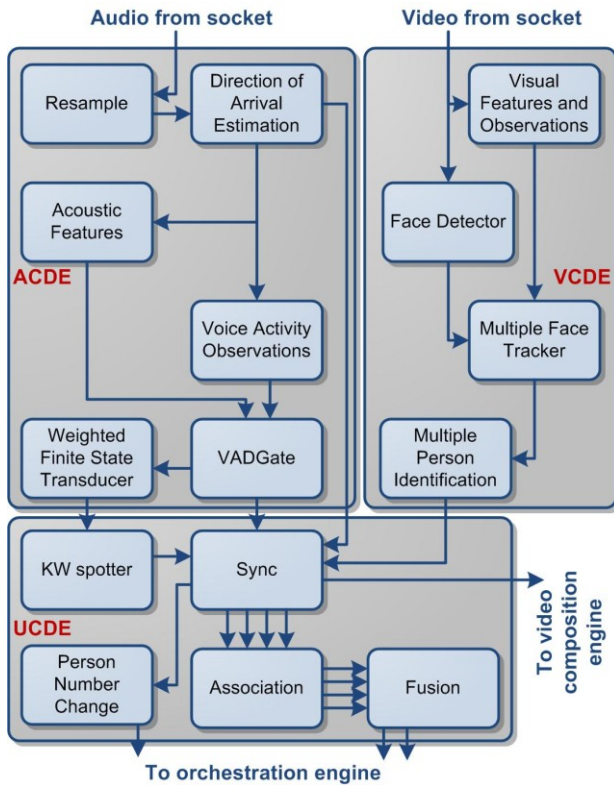 Audio from socket
Video from socket
Resample
Direction of
Arrival
Estimation
Visual
Features and
Observations
Acoustic
Features
Face Detector
ACDE
VCDE
Voice Activity
Observations
Multiple Face
Tracker
Weighted
Finite State
Transducer
VADGate
Multiple
Person
Identification
KW spotter
Sync
UCDE
Person
Number
Change
Association
Fusion
To video
composition
engine
To orchestration engine